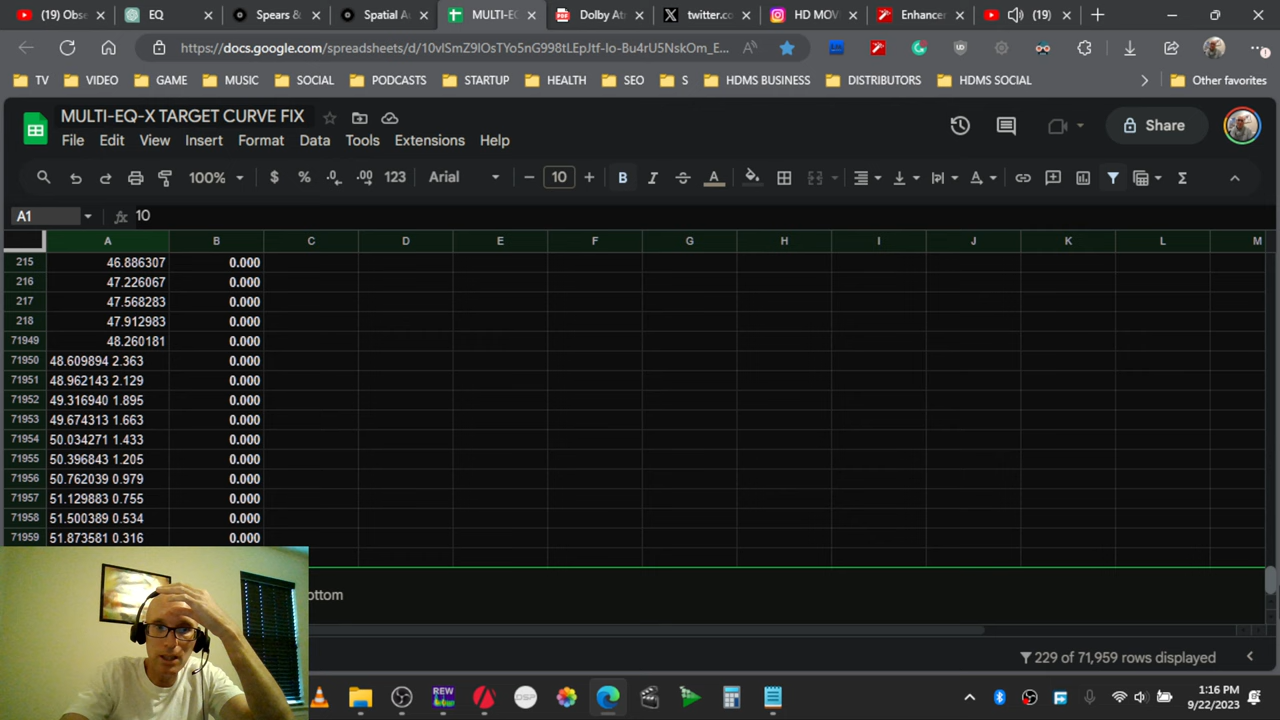 (19) Obse
EQ
Spears &
Spatial Au
MULTI-EQ
Dolby Atm
twitter.co
HD MOV
Enhancer
(19)
https://docs.google.com/spreadsheets/d/10vlSmZ9lOsTYo5nG998tLEpJtf-lo-Bu4rU5NskOm_E...
TV
VIDEO
GAME
MUSIC
SOCIAL
PODCASTS
STARTUP
HEALTH
SEO
S
HDMS BUSINESS
DISTRIBUTORS
HDMS SOCIAL
Other favorites
MULTI-EQ-X TARGET CURVE FIX
File Edit View Insert Format Data Tools Extensions Help
Share
100% $ % .0 .00 123 Arial 10 B I S A
A1 fx 10
A B C D E F G H I J K L M
215 46.886307 0.000
216 47.226067 0.000
217 47.568283 0.000
218 47.912983 0.000
71949 48.260181 0.000
71950 48.609894 2.363 0.000
71951 48.962143 2.129 0.000
71952 49.316940 1.895 0.000
71953 49.674313 1.663 0.000
71954 50.034271 1.433 0.000
71955 50.396843 1.205 0.000
71956 50.762039 0.979 0.000
71957 51.129883 0.755 0.000
71958 51.500389 0.534 0.000
71959 51.873581 0.316 0.000
ottom
229 of 71,959 rows displayed
REW
OSP
1:16 PM
9/22/2023